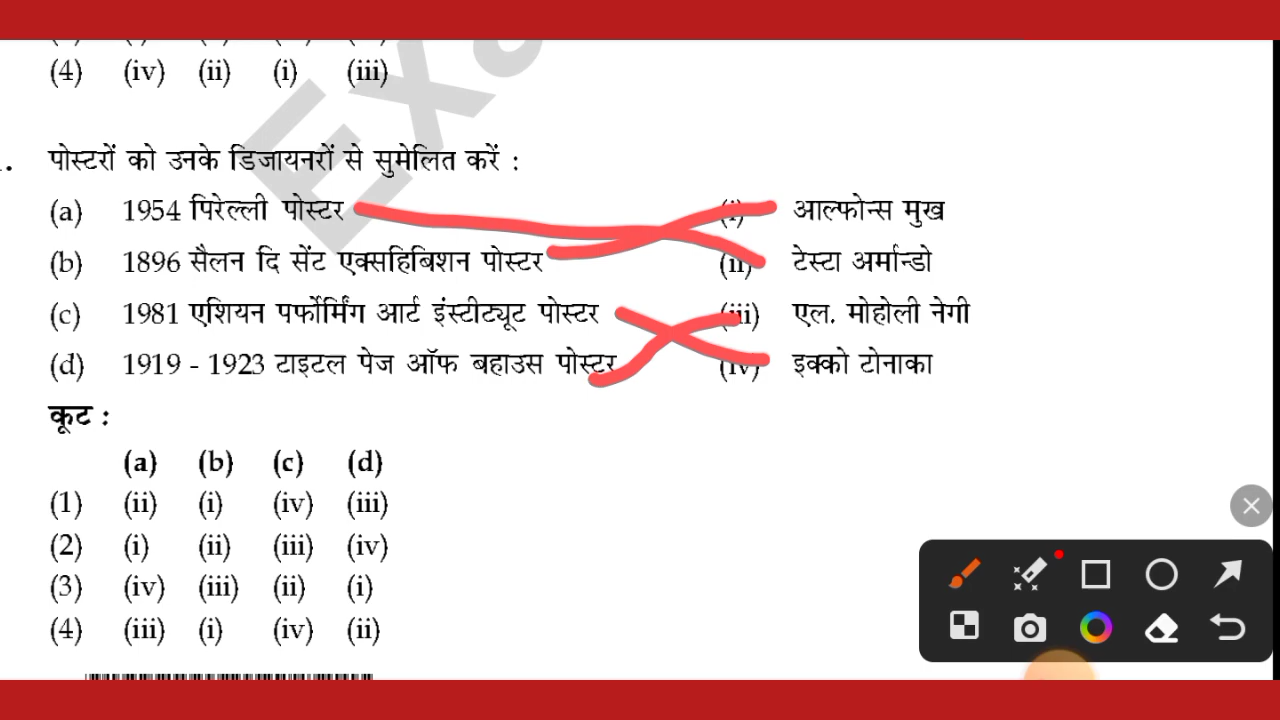 (4) (iv) (ii) (i) (iii)
Exa
. पोस्टरों को उनके डिजायनरों से सुमेलित करें :
(a) 1954 पिरेल्ली पोस्टर (i) आल्फोन्स मुख
(b) 1896 सैलन दि सेंट एक्सहिबिशन पोस्टर (ii) टेस्टा अर्मान्डो
(c) 1981 एशियन पर्फोर्मिंग आर्ट इंस्टीट्यूट पोस्टर (iii) एल. मोहोली नेगी
(d) 1919 - 1923 टाइटल पेज ऑफ बहाउस पोस्टर (iv) इक्को टोनाका
कूट :
(a) (b) (c) (d)
(1) (ii) (i) (iv) (iii)
(2) (i) (ii) (iii) (iv)
(3) (iv) (iii) (ii) (i)
(4) (iii) (i) (iv) (ii)